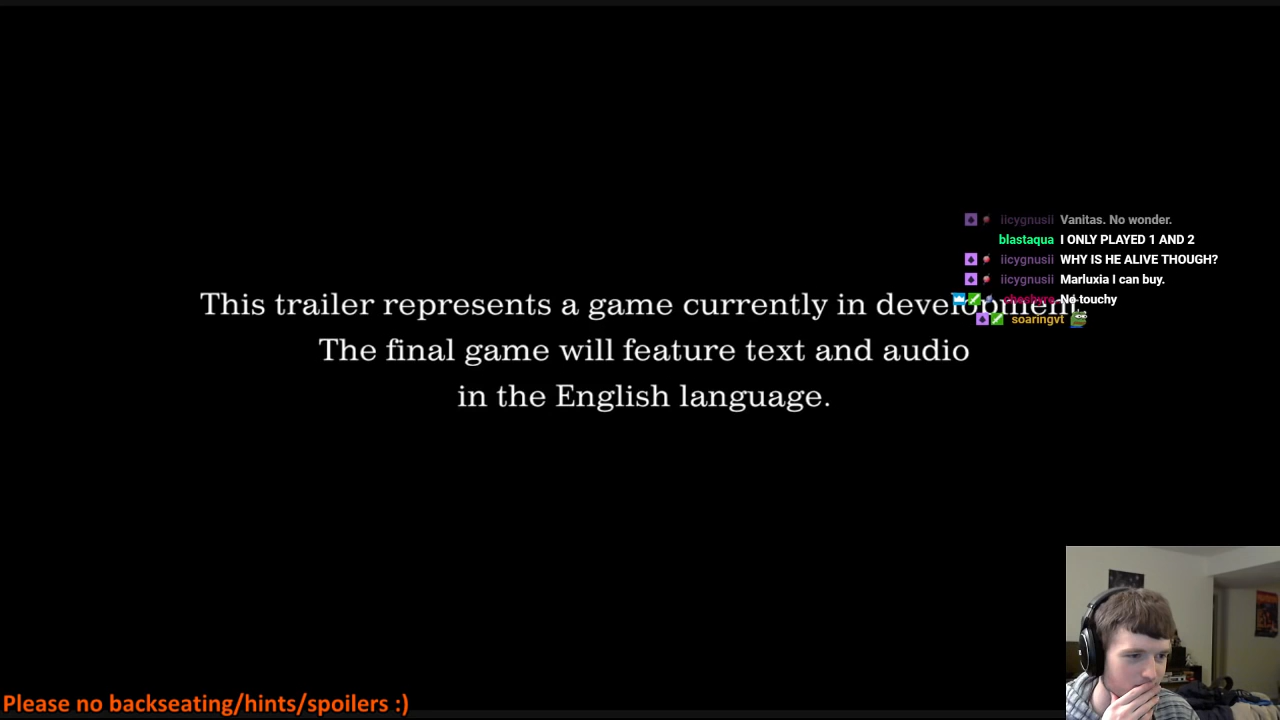 iicygnusii Vanitas. No wonder.
blastaqua I ONLY PLAYED 1 AND 2
iicygnusii WHY IS HE ALIVE THOUGH?
iicygnusii Marluxia I can buy.
No touchy
soaringvt
This trailer represents a game currently in development.
The final game will feature text and audio
in the English language.
Please no backseating/hints/spoilers :)